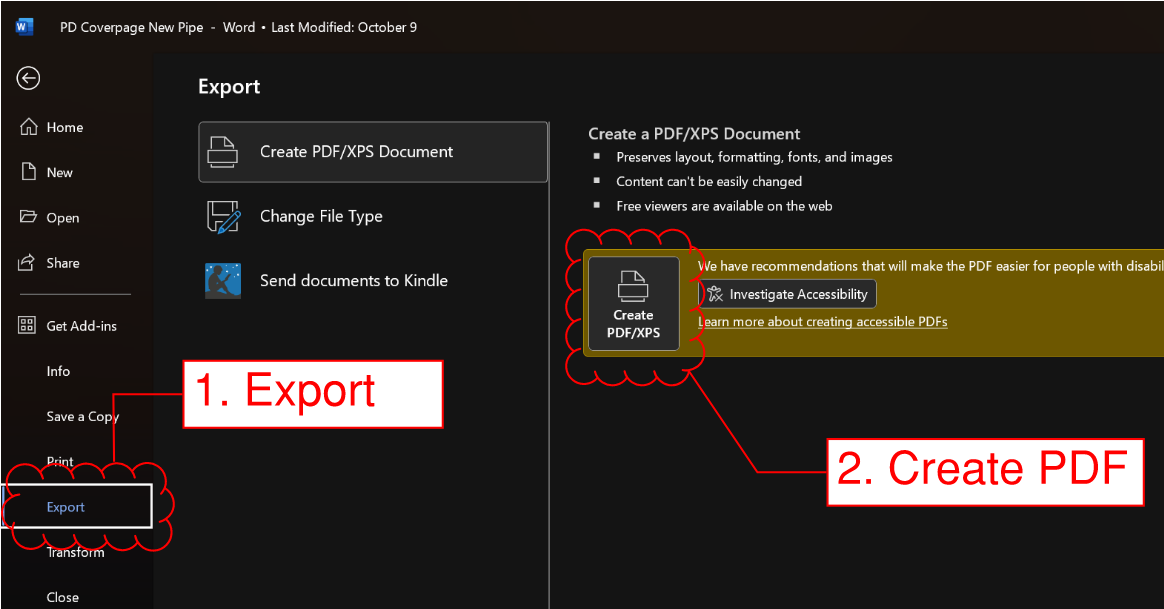 PD Coverpage New Pipe - Word • Last Modified: October 9
Home
New
Open
Share
Get Add-ins
Info
Save a Copy
Print
Export
Transform
Close
Export
Create PDF/XPS Document
Change File Type
Send documents to Kindle
Create a PDF/XPS Document
Preserves layout, formatting, fonts, and images
Content can't be easily changed
Free viewers are available on the web
Create
PDF/XPS
We have recommendations that will make the PDF easier for people with disabil
Investigate Accessibility
Learn more about creating accessible PDFs
1. Export
2. Create PDF